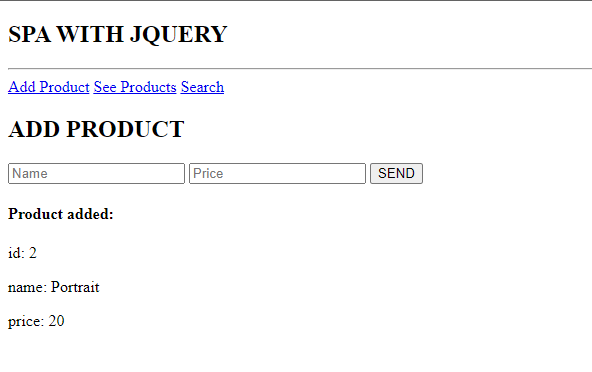 SPA WITH JQUERY
Add Product See Products Search
ADD PRODUCT
Name Price SEND
Product added:
id: 2
name: Portrait
price: 20